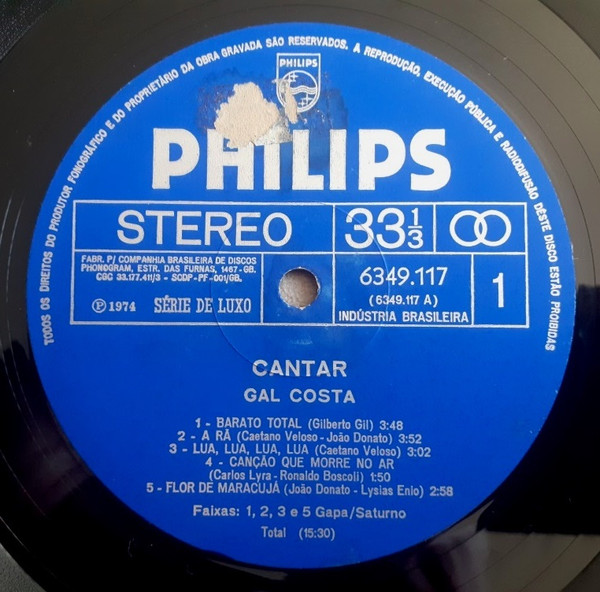 TODOS OS DIREITOS DO PRODUTOR FONOGRÁFICO E DO PROPRIETÁRIO DA OBRA GRAVADA SÃO RESERVADOS. A REPRODUÇÃO, EXECUÇÃO PÚBLICA E RADIODIFUSÃO DÊSTE DISCO ESTÃO PROIBIDAS
PHILIPS
PHILIPS
STEREO
33 1/3
FABR. P/ COMPANHIA BRASILEIRA DE DISCOS
PHONOGRAM, ESTR. DAS FURNAS, 1467-GB.
CGC 33.177.411/3 - SCDP-PF-001/GB.
℗ 1974 SÉRIE DE LUXO
6349.117
(6349.117 A)
INDÚSTRIA BRASILEIRA
1
CANTAR
GAL COSTA
1 - BARATO TOTAL (Gilberto Gil) 3:48
2 - A RÃ (Caetano Veloso - João Donato) 3:52
3 - LUA, LUA, LUA, LUA (Caetano Veloso) 3:02
4 - CANÇÃO QUE MORRE NO AR
(Carlos Lyra - Ronaldo Boscoli) 1:50
5 - FLOR DE MARACUJÁ (João Donato - Lysias Enio) 2:58
Faixas: 1, 2, 3 e 5 Gapa/Saturno
Total (15:30)